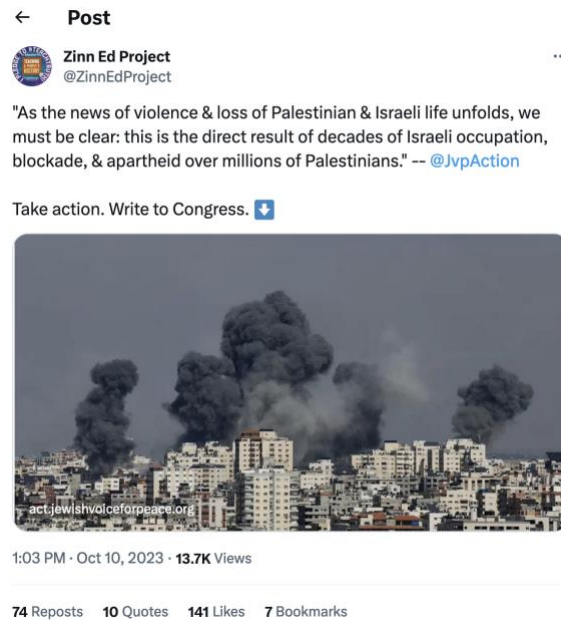 Post
Zinn Ed Project
@ZinnEdProject
"As the news of violence & loss of Palestinian & Israeli life unfolds, we
must be clear: this is the direct result of decades of Israeli occupation,
blockade, & apartheid over millions of Palestinians." -- @JvpAction
Take action. Write to Congress.
act.jewishvoiceforpeace.org
1:03 PM · Oct 10, 2023 · 13.7K Views
74 Reposts 10 Quotes 141 Likes 7 Bookmarks